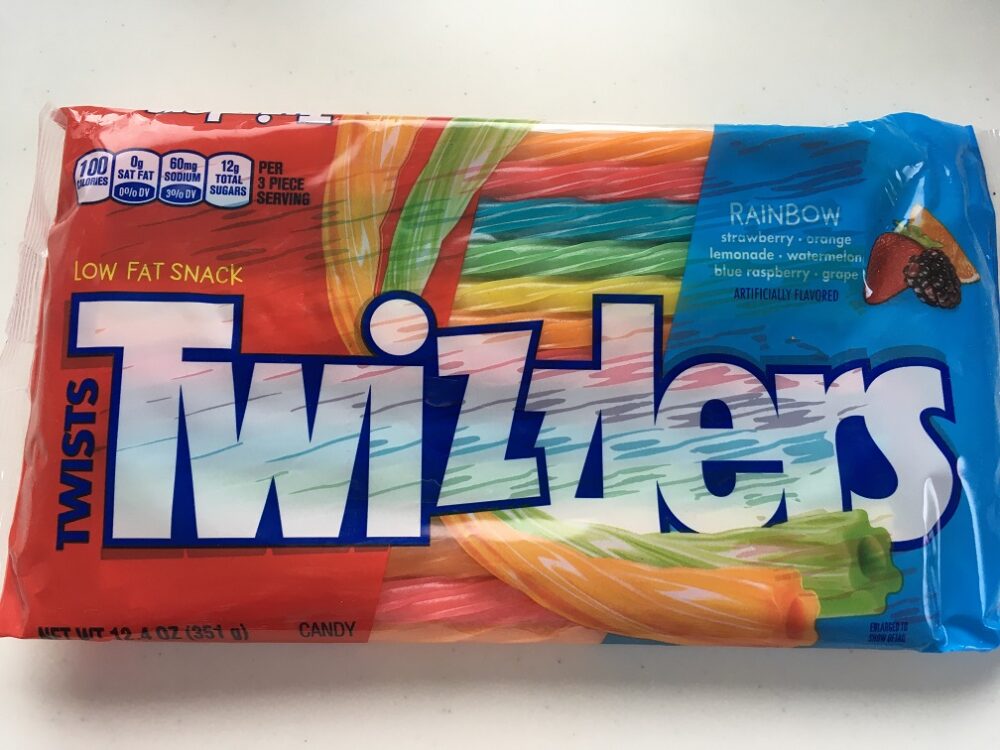 100
CALORIES
0g
SAT FAT
0% DV
60mg
SODIUM
3% DV
12g
TOTAL
SUGARS
PER
3 PIECE
SERVING
LOW FAT SNACK
RAINBOW
strawberry · orange
lemonade · watermelon
blue raspberry · grape
ARTIFICIALLY FLAVORED
TWISTS
Twizzlers
NET WT 12.4 OZ (351 g)
CANDY
ENLARGED TO
SHOW DETAIL